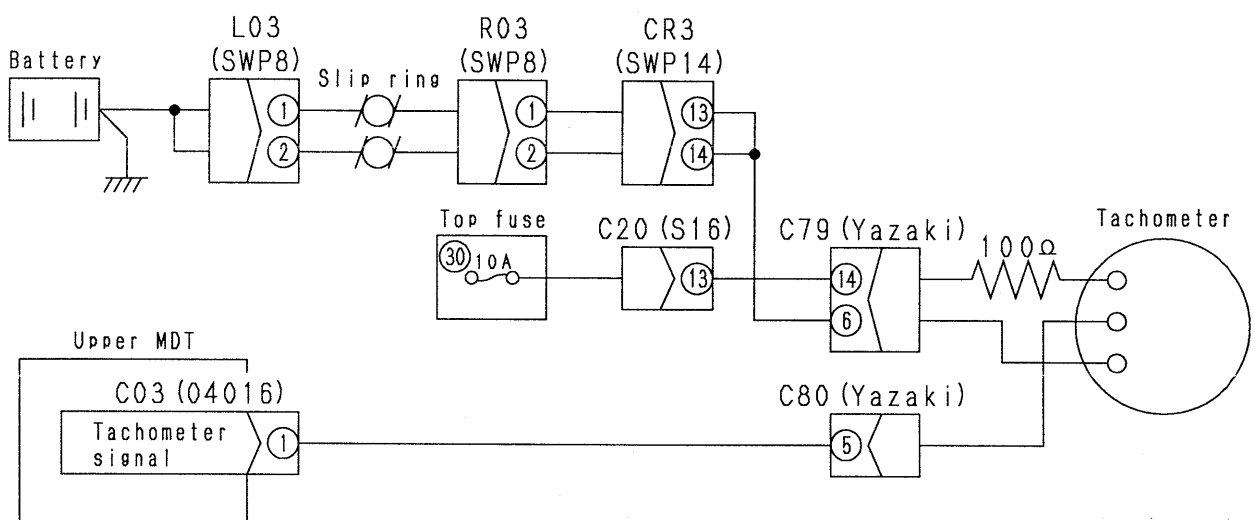 Battery
L03
(SWP8)
Slip ring
R03
(SWP8)
CR3
(SWP14)
1
2
1
2
13
14
Top fuse
30
10A
C20 (S16)
13
C79 (Yazaki)
14
6
100Ω
Tachometer
Upper MDT
C03 (04016)
Tachometer
signal
1
C80 (Yazaki)
5